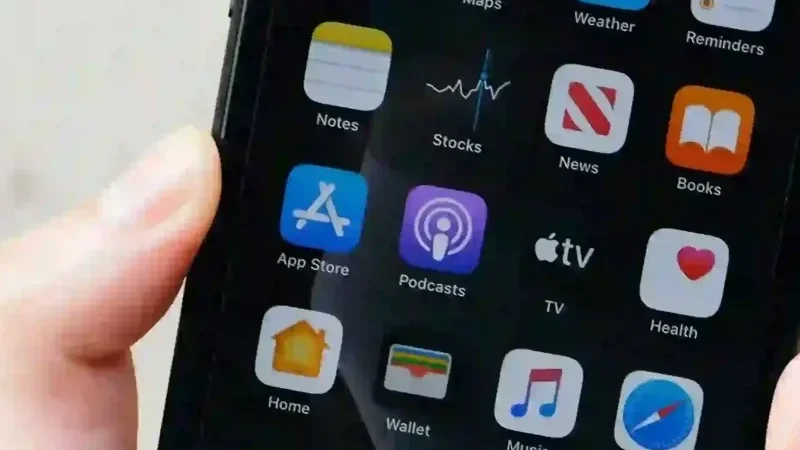 Maps
Weather
Reminders
Notes
Stocks
News
Books
App Store
Podcasts
tv
TV
Health
Home
Wallet
Music